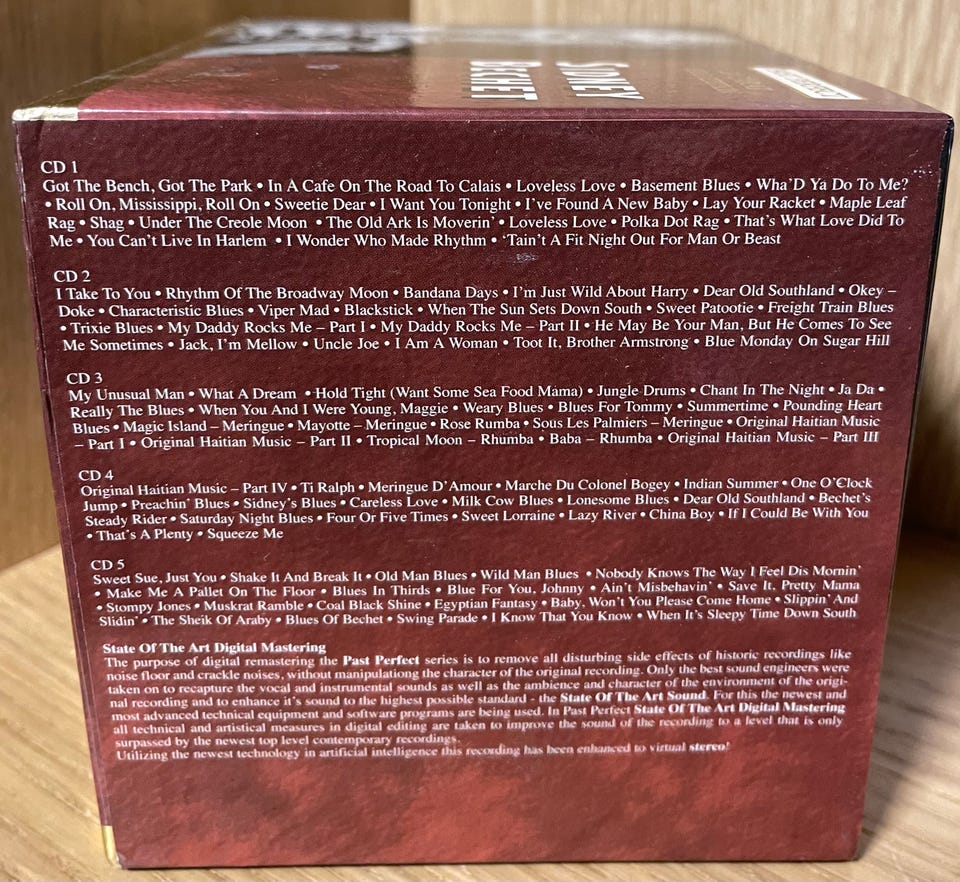 SIDNEY
BECHET
CD 1
Got The Bench, Got The Park • In A Cafe On The Road To Calais • Loveless Love • Basement Blues • Wha'D Ya Do To Me?
• Roll On, Mississippi, Roll On • Sweetie Dear • I Want You Tonight • I've Found A New Baby • Lay Your Racket • Maple Leaf
Rag • Shag • Under The Creole Moon • The Old Ark Is Moverin' • Loveless Love • Polka Dot Rag • That's What Love Did To
Me • You Can't Live In Harlem • I Wonder Who Made Rhythm • 'Tain't A Fit Night Out For Man Or Beast
CD 2
I Take To You • Rhythm Of The Broadway Moon • Bandana Days • I'm Just Wild About Harry • Dear Old Southland • Okey –
Doke • Characteristic Blues • Viper Mad • Blackstick • When The Sun Sets Down South • Sweet Patootie • Freight Train Blues
• Trixie Blues • My Daddy Rocks Me – Part I • My Daddy Rocks Me – Part II • He May Be Your Man, But He Comes To See
Me Sometimes • Jack, I'm Mellow • Uncle Joe • I Am A Woman • Toot It, Brother Armstrong • Blue Monday On Sugar Hill
CD 3
My Unusual Man • What A Dream • Hold Tight (Want Some Sea Food Mama) • Jungle Drums • Chant In The Night • Ja Da •
Really The Blues • When You And I Were Young, Maggie • Weary Blues • Blues For Tommy • Summertime • Pounding Heart
Blues • Magic Island – Meringue • Mayotte – Meringue • Rose Rumba • Sous Les Palmiers – Meringue • Original Haitian Music
– Part I • Original Haitian Music – Part II • Tropical Moon – Rhumba • Baba – Rhumba • Original Haitian Music – Part III
CD 4
Original Haitian Music – Part IV • Ti Ralph • Meringue D'Amour • Marche Du Colonel Bogey • Indian Summer • One O'Clock
Jump • Preachin' Blues • Sidney's Blues • Careless Love • Milk Cow Blues • Lonesome Blues • Dear Old Southland • Bechet's
Steady Rider • Saturday Night Blues • Four Or Five Times • Sweet Lorraine • Lazy River • China Boy • If I Could Be With You
• That's A Plenty • Squeeze Me
CD 5
Sweet Sue, Just You • Shake It And Break It • Old Man Blues • Wild Man Blues • Nobody Knows The Way I Feel Dis Mornin'
• Make Me A Pallet On The Floor • Blues In Thirds • Blue For You, Johnny • Ain't Misbehavin' • Save It, Pretty Mama
• Stompy Jones • Muskrat Ramble • Coal Black Shine • Egyptian Fantasy • Baby, Won't You Please Come Home • Slippin' And
Slidin' • The Sheik Of Araby • Blues Of Bechet • Swing Parade • I Know That You Know • When It's Sleepy Time Down South
State Of The Art Digital Mastering
The purpose of digital remastering the Past Perfect series is to remove all disturbing side effects of historic recordings like
noise floor and crackle noises, without manipulationg the character of the original recording. Only the best sound engineers were
taken on to recapture the vocal and instrumental sounds as well as the ambience and character of the environment of the origi-
nal recording and to enhance it's sound to the highest possible standard - the State Of The Art Sound. For this the newest and
most advanced technical equipment and software programs are being used. In Past Perfect State Of The Art Digital Mastering
all technical and artistical measures in digital editing are taken to improve the sound of the recording to a level that is only
surpassed by the newest top level contemporary recordings.
Utilizing the newest technology in artificial intelligence this recording has been enhanced to virtual stereo!